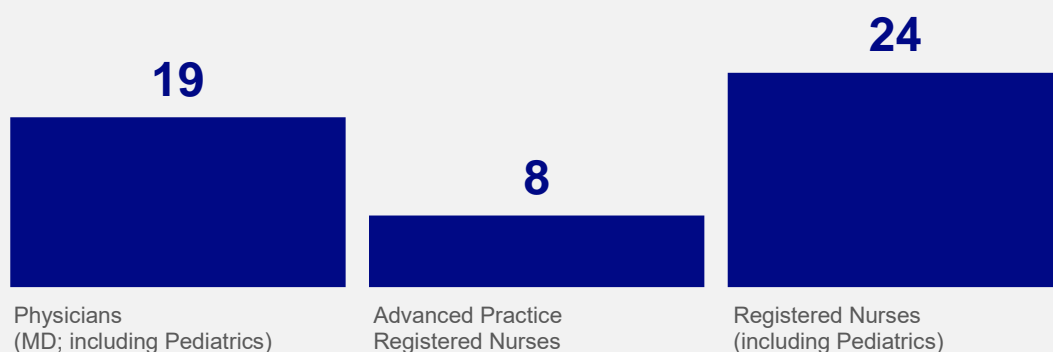 19
8
24
Physicians
(MD; including Pediatrics)
Advanced Practice
Registered Nurses
Registered Nurses
(including Pediatrics)